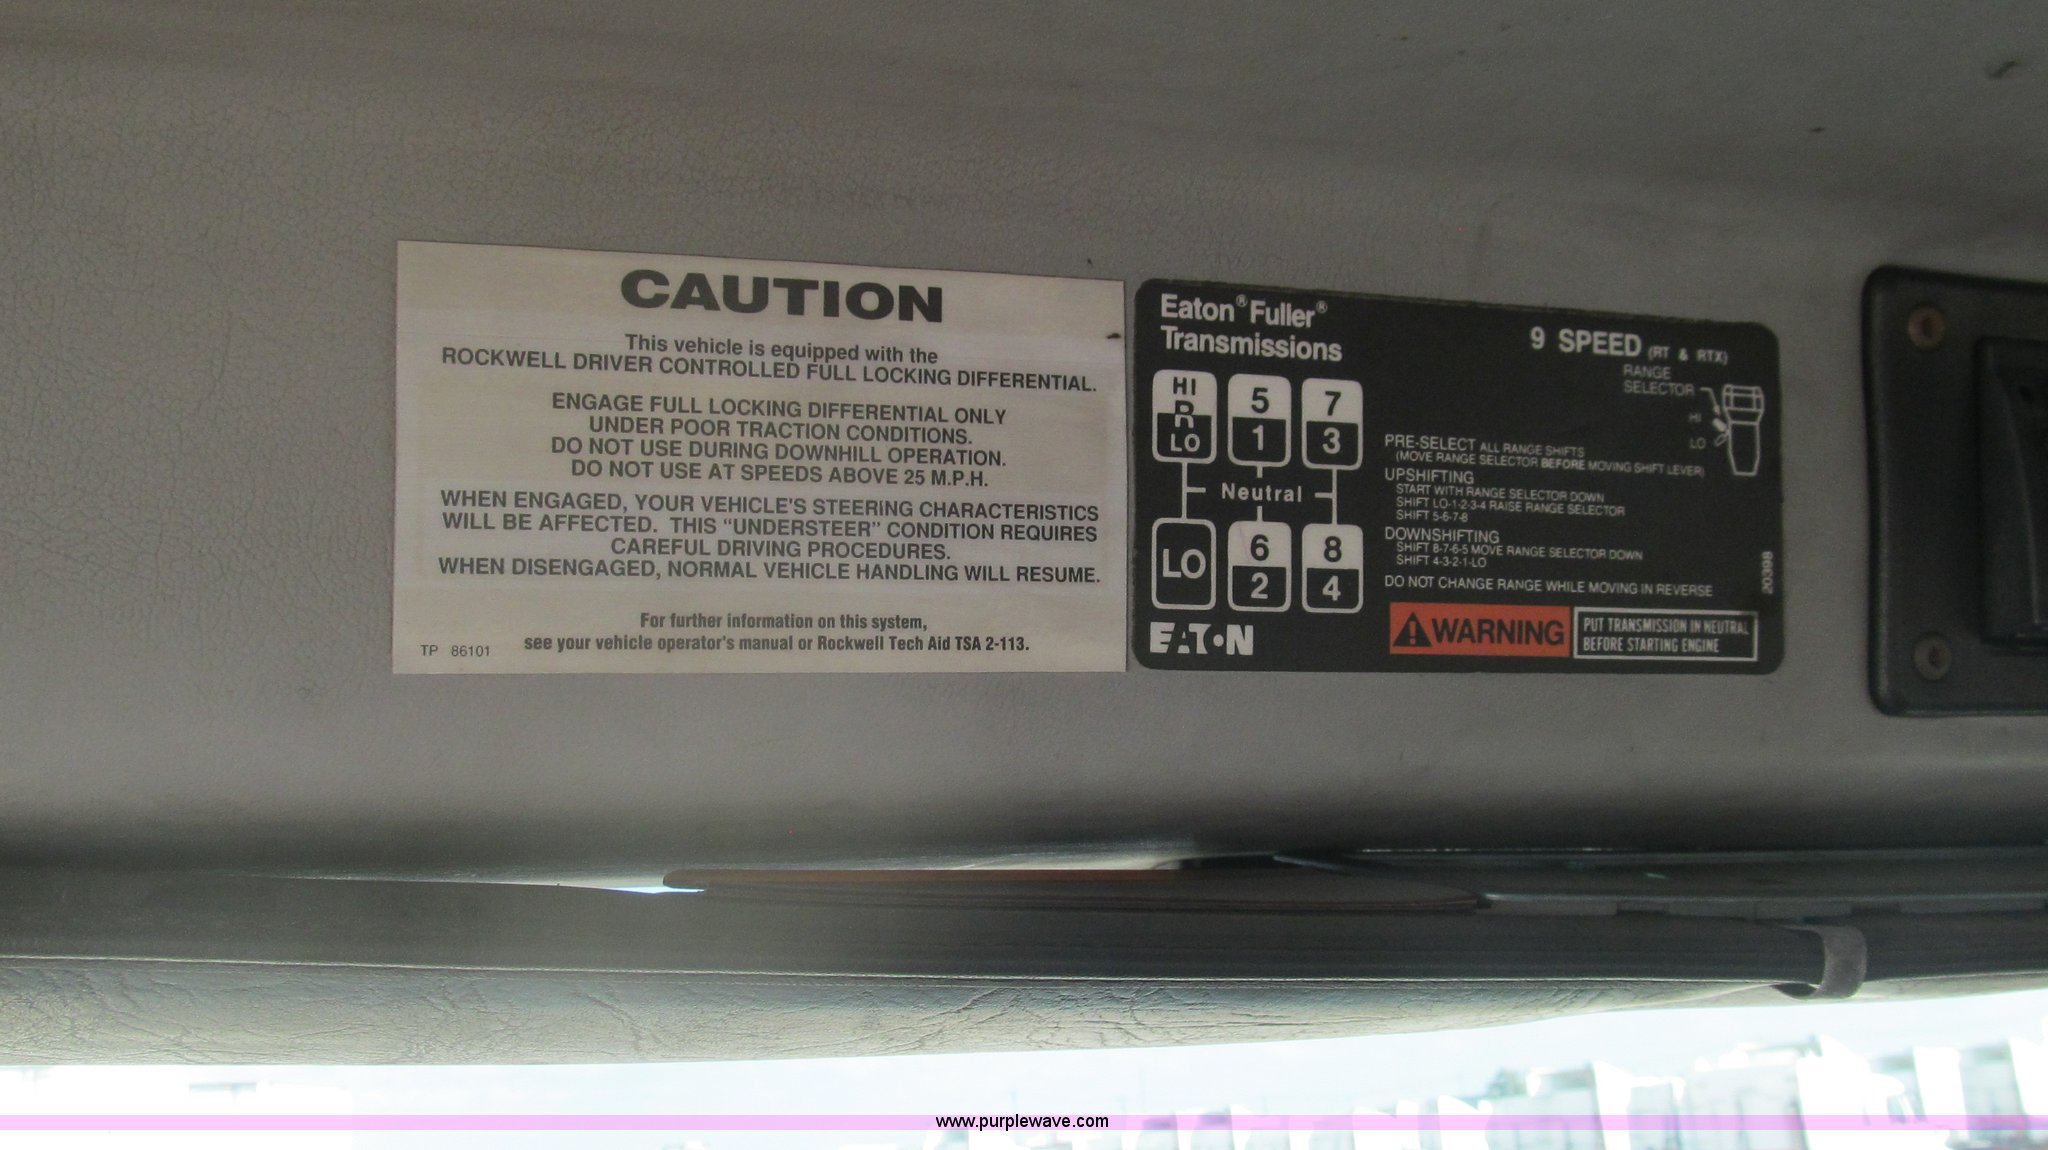 CAUTION
This vehicle is equipped with the
ROCKWELL DRIVER CONTROLLED FULL LOCKING DIFFERENTIAL.
ENGAGE FULL LOCKING DIFFERENTIAL ONLY
UNDER POOR TRACTION CONDITIONS.
DO NOT USE DURING DOWNHILL OPERATION.
DO NOT USE AT SPEEDS ABOVE 25 M.P.H.
WHEN ENGAGED, YOUR VEHICLE'S STEERING CHARACTERISTICS
WILL BE AFFECTED. THIS “UNDERSTEER” CONDITION REQUIRES
CAREFUL DRIVING PROCEDURES.
WHEN DISENGAGED, NORMAL VEHICLE HANDLING WILL RESUME.
For further information on this system,
see your vehicle operator's manual or Rockwell Tech Aid TSA 2-113.
TP 86101
Eaton® Fuller®
Transmissions
9 SPEED (RT & RTX)
HI
R
LO
5
1
7
3
Neutral
LO
6
2
8
4
EATON
RANGE
SELECTOR
HI
LO
PRE-SELECT ALL RANGE SHIFTS
(MOVE RANGE SELECTOR BEFORE MOVING SHIFT LEVER)
UPSHIFTING
START WITH RANGE SELECTOR DOWN
SHIFT LO-1-2-3-4 RAISE RANGE SELECTOR
SHIFT 5-6-7-8
DOWNSHIFTING
SHIFT 8-7-6-5 MOVE RANGE SELECTOR DOWN
SHIFT 4-3-2-1-LO
DO NOT CHANGE RANGE WHILE MOVING IN REVERSE
20398
WARNING
PUT TRANSMISSION IN NEUTRAL
BEFORE STARTING ENGINE
www.purplewave.com